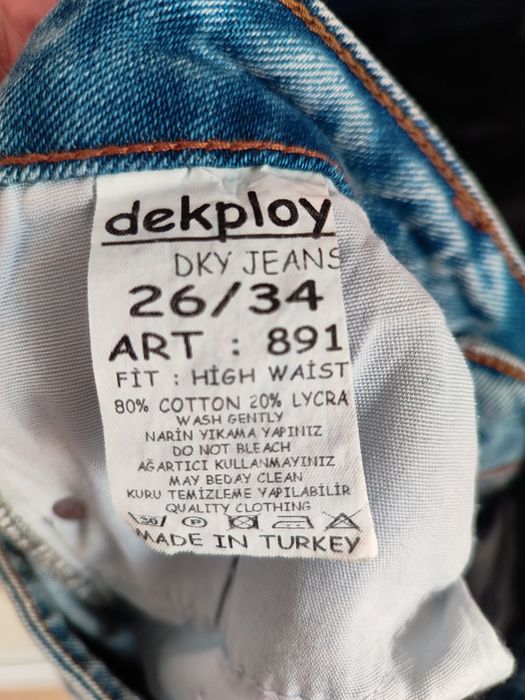 dekploy
DKY JEANS
26/34
ART : 891
FİT : HİGH WAİST
80% COTTON 20% LYCRA
WASH GENTLY
NARİN YIKAMA YAPINIZ
DO NOT BLEACH
AĞARTICI KULLANMAYINIZ
MAY BEDAY CLEAN
KURU TEMİZLEME YAPILABİLİR
QUALITY CLOTHING
30 P
MADE IN TURKEY